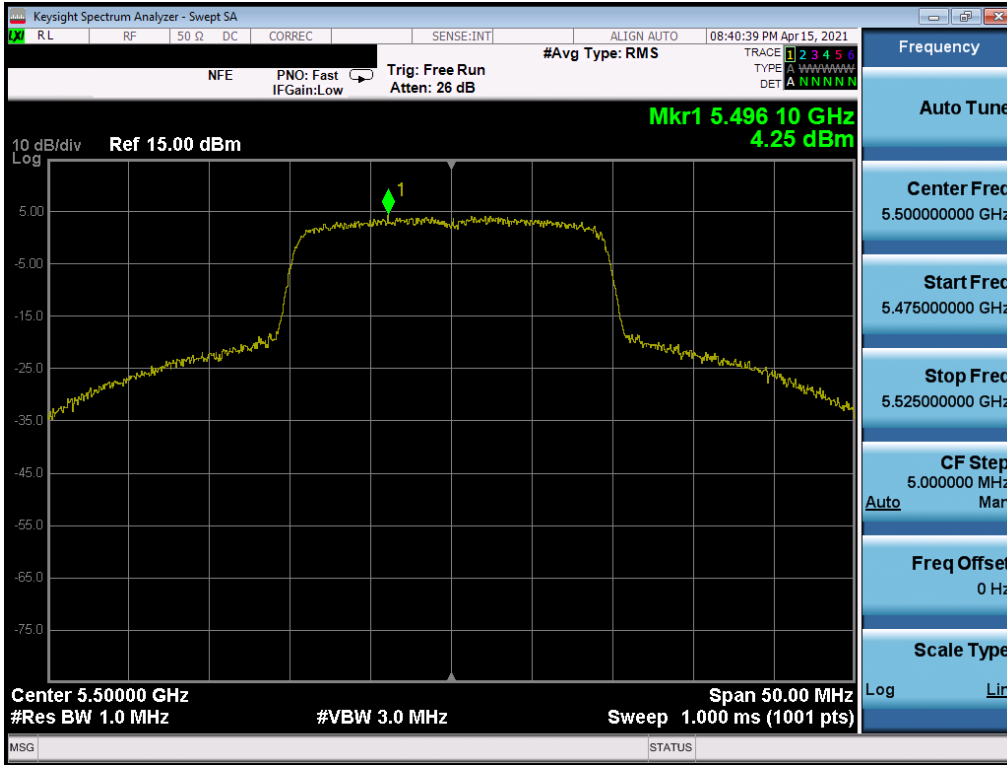 Keysight Spectrum Analyzer - Swept SA
LXI RL RF 50 Ω DC CORREC SENSE:INT ALIGN AUTO 08:40:39 PM Apr 15, 2021
NFE PNO: Fast IFGain:Low
Trig: Free Run
Atten: 26 dB
#Avg Type: RMS
TRACE 1 2 3 4 5 6
TYPE A WWWWW
DET A N N N N N
Mkr1 5.496 10 GHz
4.25 dBm
10 dB/div Ref 15.00 dBm
Log
1
5.00
-5.00
-15.0
-25.0
-35.0
-45.0
-55.0
-65.0
-75.0
Center 5.50000 GHz Span 50.00 MHz
#Res BW 1.0 MHz #VBW 3.0 MHz Sweep 1.000 ms (1001 pts)
MSG STATUS
Frequency
Auto Tune
Center Freq
5.500000000 GHz
Start Freq
5.475000000 GHz
Stop Freq
5.525000000 GHz
CF Step
5.000000 MHz
Auto Man
Freq Offset
0 Hz
Scale Type
Log Lin